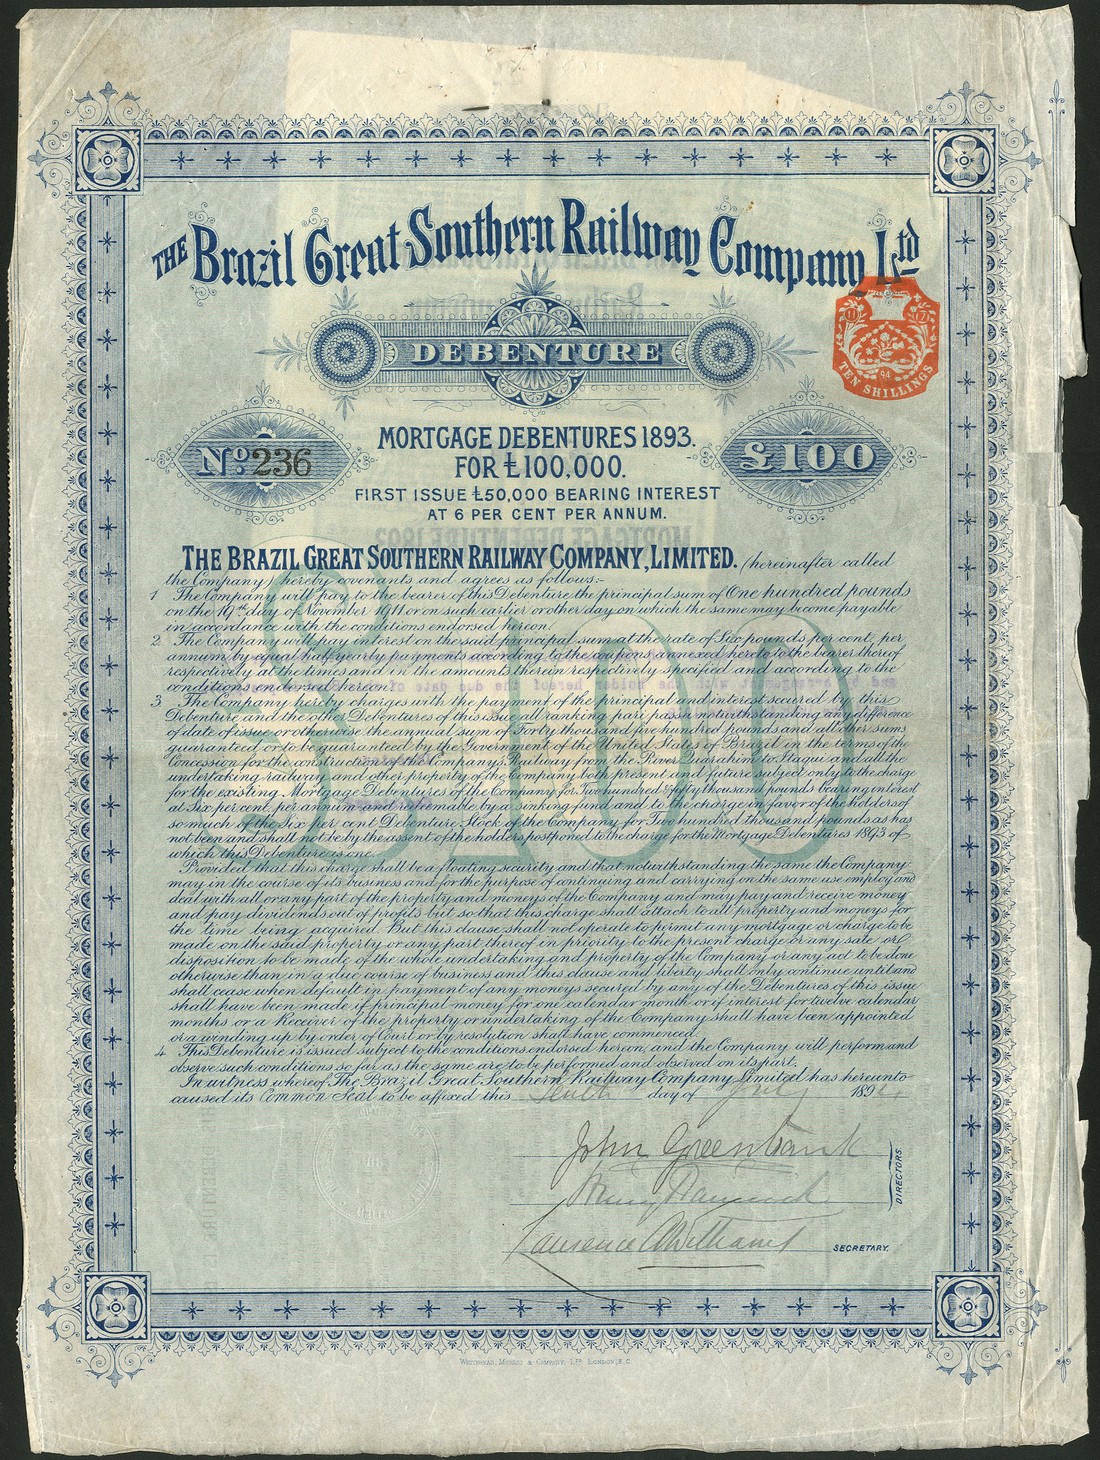 THE Brazil Great Southern Railway Company Ltd
DEBENTURE
11 17
94
TEN SHILLINGS
No. 236
MORTGAGE DEBENTURES 1893.
FOR £100,000.
£100
FIRST ISSUE £50,000 BEARING INTEREST
AT 6 PER CENT PER ANNUM.
THE BRAZIL GREAT SOUTHERN RAILWAY COMPANY, LIMITED. (hereinafter called
the Company) hereby covenants and agrees as follows:-
1 The Company will pay to the bearer of this Debenture the principal sum of One hundred pounds
on the 19th day of November 1911 or on such earlier or other day on which the same may become payable
in accordance with the conditions endorsed hereon.
2. The Company will pay interest on the said principal sum at the rate of Six pounds per cent. per
annum by equal half yearly payments according to the coupons annexed hereto to the bearer thereof
respectively at the times and in the amounts therein respectively specified and according to the
conditions endorsed hereon.
3 The Company hereby charges with the payment of the principal and interest secured by this
Debenture and the other Debentures of this issue all ranking pari passu notwithstanding any difference
of date of issue or otherwise the annual sum of Forty thousand five hundred pounds and all other sums
guaranteed or to be guaranteed by the Government of the United States of Brazil in the terms of the
Concession for the construction of the Company's Railway from the River Quarahim to Itaqui and all the
undertaking railway and other property of the Company both present and future subject only to the charge
for the existing Mortgage Debentures of the Company for Two hundred & fifty thousand pounds bearing interest
at Six per cent. per annum and redeemable by a sinking fund and to the charge in favor of the holders of
so much of the Six per cent Debenture Stock of the Company for Two hundred thousand pounds as has
not been and shall not be by the assent of the holders postponed to the charge for the Mortgage Debentures 1893 of
which this Debenture is one.
Provided that this charge shall be a floating security and that notwithstanding the same the Company
may in the course of its business and for the purpose of continuing and carrying on the same use employ and
deal with all or any part of the property and moneys of the Company and may pay and receive money
and pay dividends out of profits but so that this charge shall attach to all property and moneys for
the time being acquired. But this clause shall not operate to permit any mortgage or charge to be
made on the said property or any part thereof in priority to the present charge or any sale or
disposition to be made of the whole undertaking and property of the Company or any act to be done
otherwise than in a due course of business and this clause and liberty shall only continue until and
shall cease when default in payment of any moneys secured by any of the Debentures of this issue
shall have been made if principal money for one calendar month or if interest for twelve calendar
months or a Receiver of the property or undertaking of the Company shall have been appointed
or a winding up by order of Court or by resolution shall have commenced.
4 This Debenture is issued subject to the conditions endorsed hereon, and the Company will perform and
observe such conditions so far as the same are to be performed and observed on its part.
In witness whereof The Brazil Great Southern Railway Company Limited has hereunto
caused its Common Seal to be affixed this day of 189
John Greenbank
DIRECTORS.
Laurence A Williams
SECRETARY.
£100